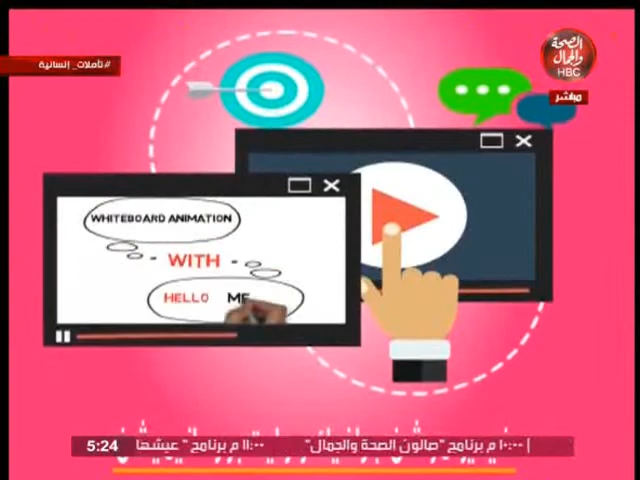 الصحة
والجمال
HBC
مباشر
#تأملات_إنسانية
WHITEBOARD ANIMATION
WITH
HELLO ME
5:24
١٠:٠٠ م برنامج "صالون الصحة والجمال" ١١:٠٠ م برنامج " عيشها